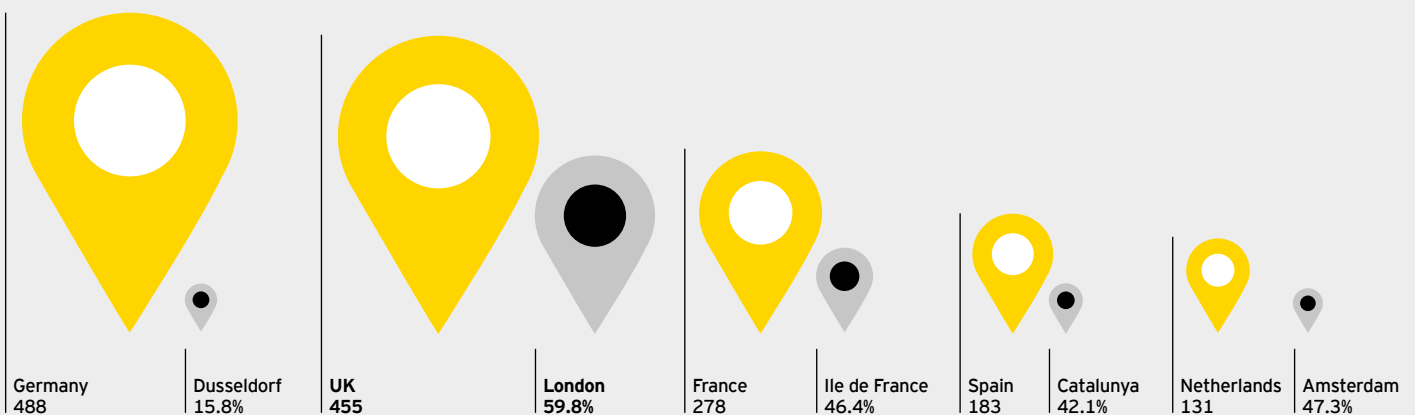 Germany
488
Dusseldorf
15.8%
UK
455
London
59.8%
France
278
Ile de France
46.4%
Spain
183
Catalunya
42.1%
Netherlands
131
Amsterdam
47.3%